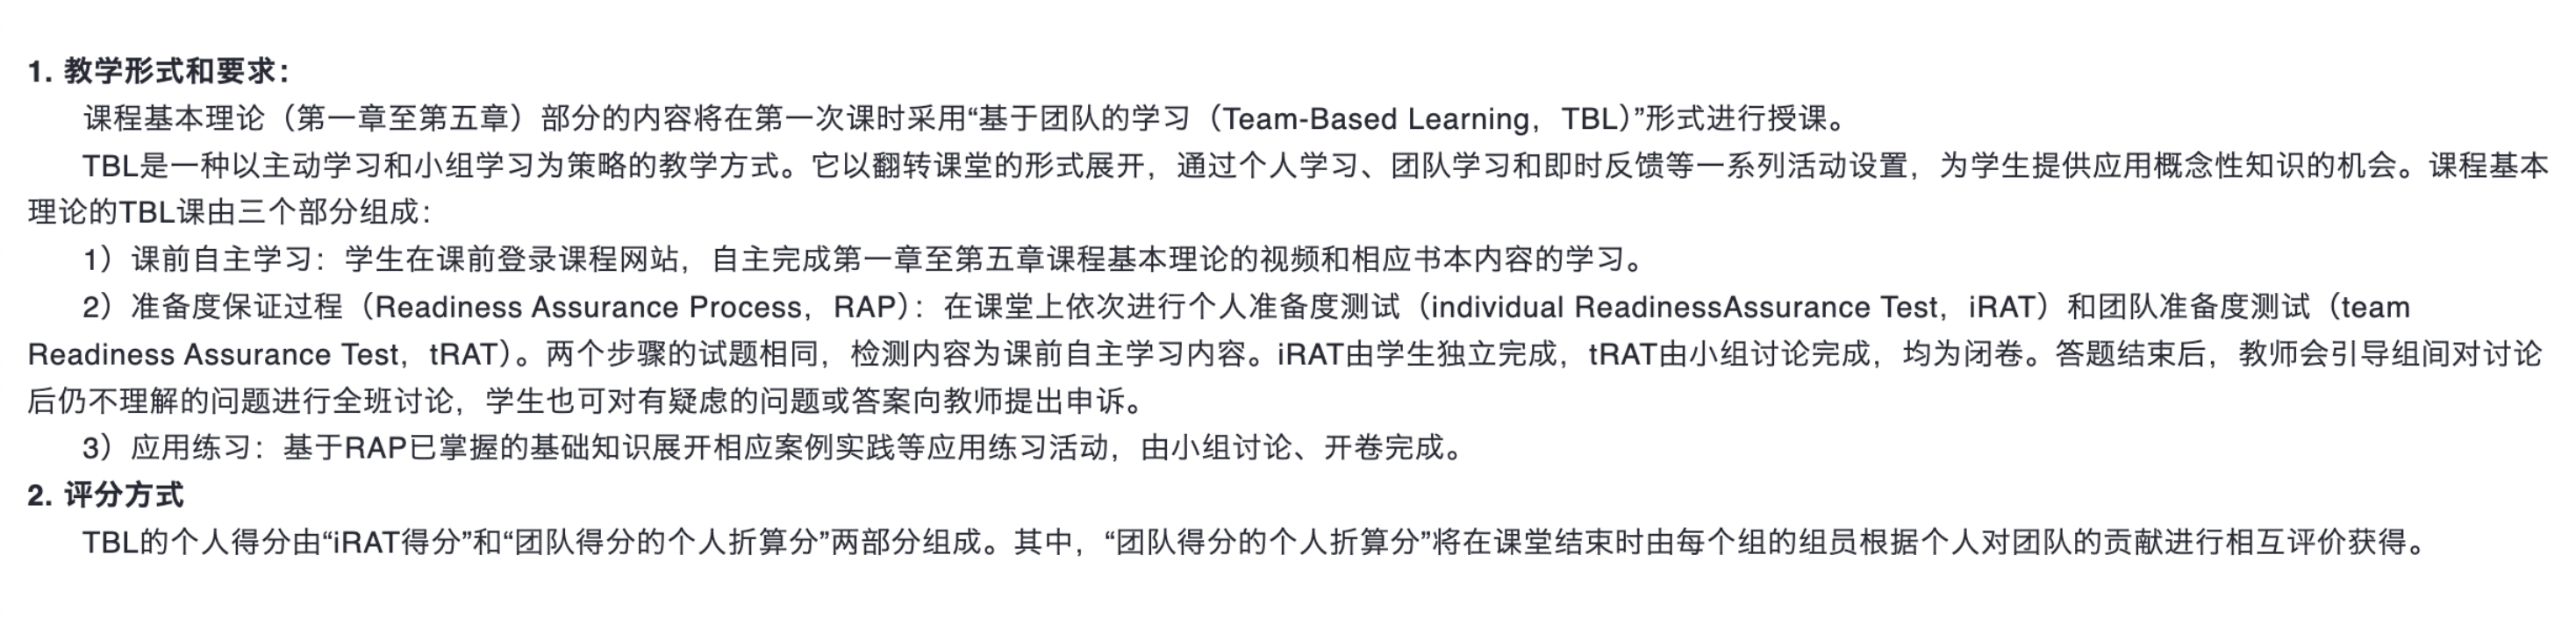 1. 教学形式和要求：
课程基本理论（第一章至第五章）部分的内容将在第一次课时采用“基于团队的学习（Team-Based Learning，TBL）”形式进行授课。
TBL是一种以主动学习和小组学习为策略的教学方式。它以翻转课堂的形式展开，通过个人学习、团队学习和即时反馈等一系列活动设置，为学生提供应用概念性知识的机会。课程基本
理论的TBL课由三个部分组成：
1）课前自主学习：学生在课前登录课程网站，自主完成第一章至第五章课程基本理论的视频和相应书本内容的学习。
2）准备度保证过程（Readiness Assurance Process，RAP）：在课堂上依次进行个人准备度测试（individual ReadinessAssurance Test，iRAT）和团队准备度测试（team
Readiness Assurance Test，tRAT）。两个步骤的试题相同，检测内容为课前自主学习内容。iRAT由学生独立完成，tRAT由小组讨论完成，均为闭卷。答题结束后，教师会引导组间对讨论
后仍不理解的问题进行全班讨论，学生也可对有疑虑的问题或答案向教师提出申诉。
3）应用练习：基于RAP已掌握的基础知识展开相应案例实践等应用练习活动，由小组讨论、开卷完成。
2. 评分方式
TBL的个人得分由“iRAT得分”和“团队得分的个人折算分”两部分组成。其中，“团队得分的个人折算分”将在课堂结束时由每个组的组员根据个人对团队的贡献进行相互评价获得。